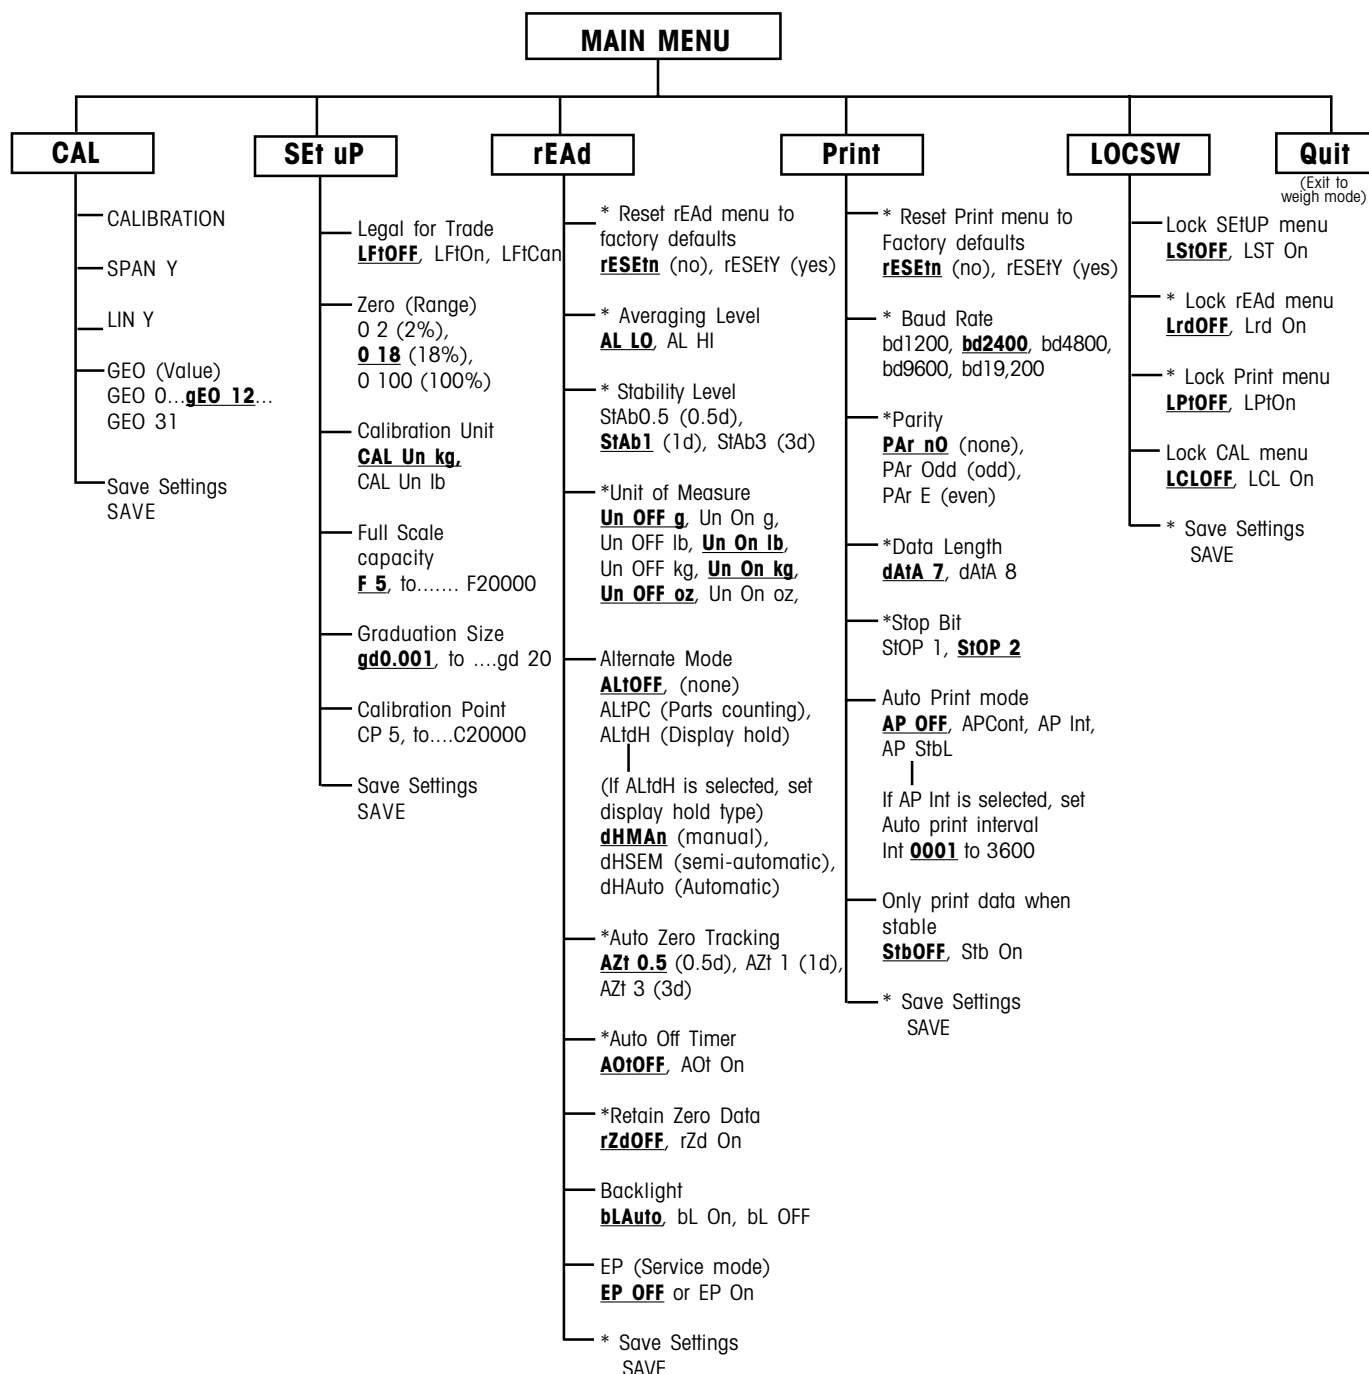 MAIN MENU
CAL
CALIBRATION
SPAN Y
LIN Y
GEO (Value)
GEO 0...gEO 12...
GEO 31
Save Settings
SAVE
SEt uP
Legal for Trade
LFtOFF, LFtOn, LFtCan
Zero (Range)
0 2 (2%),
0 18 (18%),
0 100 (100%)
Calibration Unit
CAL Un kg,
CAL Un lb
Full Scale
capacity
F 5, to....... F20000
Graduation Size
gd0.001, to ....gd 20
Calibration Point
CP 5, to....C20000
Save Settings
SAVE
rEAd
* Reset rEAd menu to
factory defaults
rESEtn (no), rESEtY (yes)
* Averaging Level
AL LO, AL HI
* Stability Level
StAb0.5 (0.5d),
StAb1 (1d), StAb3 (3d)
*Unit of Measure
Un OFF g, Un On g,
Un OFF lb, Un On lb,
Un OFF kg, Un On kg,
Un OFF oz, Un On oz,
Alternate Mode
ALtOFF, (none)
ALtPC (Parts counting),
ALtdH (Display hold)
(If ALtdH is selected, set
display hold type)
dHMAn (manual),
dHSEM (semi-automatic),
dHAuto (Automatic)
*Auto Zero Tracking
AZt 0.5 (0.5d), AZt 1 (1d),
AZt 3 (3d)
*Auto Off Timer
AOtOFF, AOt On
*Retain Zero Data
rZdOFF, rZd On
Backlight
bLAuto, bL On, bL OFF
EP (Service mode)
EP OFF or EP On
* Save Settings
SAVE
Print
* Reset Print menu to
Factory defaults
rESEtn (no), rESEtY (yes)
* Baud Rate
bd1200, bd2400, bd4800,
bd9600, bd19,200
*Parity
PAr nO (none),
PAr Odd (odd),
PAr E (even)
*Data Length
dAtA 7, dAtA 8
*Stop Bit
StOP 1, StOP 2
Auto Print mode
AP OFF, APCont, AP Int,
AP StbL
If AP Int is selected, set
Auto print interval
Int 0001 to 3600
Only print data when
stable
StbOFF, Stb On
* Save Settings
SAVE
LOCSW
Lock SEtUP menu
LStOFF, LST On
* Lock rEAd menu
LrdOFF, Lrd On
* Lock Print menu
LPtOFF, LPtOn
Lock CAL menu
LCLOFF, LCL On
* Save Settings
SAVE
Quit
(Exit to
weigh mode)